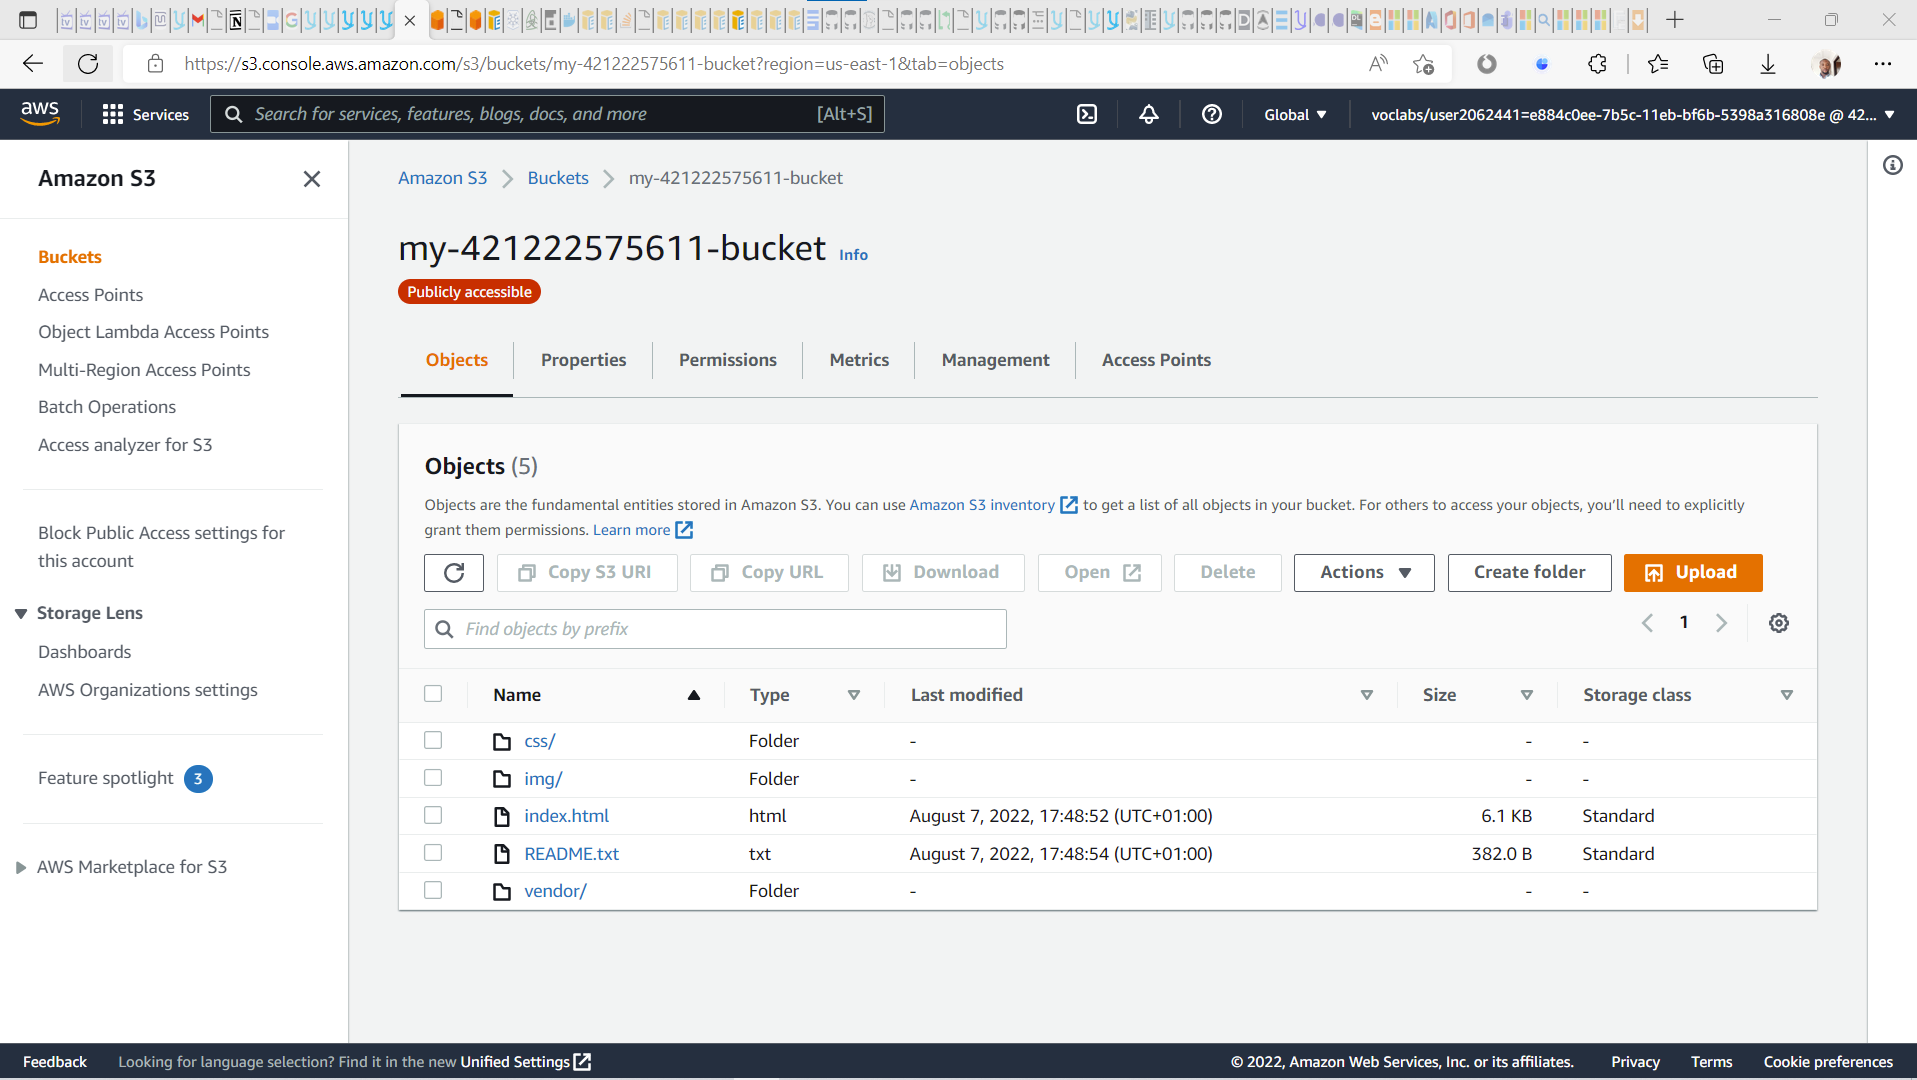 https://s3.console.aws.amazon.com/s3/buckets/my-421222575611-bucket?region=us-east-1&tab=objects
aws Services Search for services, features, blogs, docs, and more [Alt+S] Global voclabs/user2062441=e884c0ee-7b5c-11eb-bf6b-5398a316808e @ 42...
Amazon S3
Buckets
Access Points
Object Lambda Access Points
Multi-Region Access Points
Batch Operations
Access analyzer for S3
Block Public Access settings for
this account
Storage Lens
Dashboards
AWS Organizations settings
Feature spotlight 3
AWS Marketplace for S3
Amazon S3 Buckets my-421222575611-bucket
my-421222575611-bucket Info
Publicly accessible
Objects Properties Permissions Metrics Management Access Points
Objects (5)
Objects are the fundamental entities stored in Amazon S3. You can use Amazon S3 inventory to get a list of all objects in your bucket. For others to access your objects, you'll need to explicitly
grant them permissions. Learn more
Copy S3 URI Copy URL Download Open Delete Actions Create folder Upload
Find objects by prefix 1
Name Type Last modified Size Storage class
css/ Folder - - -
img/ Folder - - -
index.html html August 7, 2022, 17:48:52 (UTC+01:00) 6.1 KB Standard
README.txt txt August 7, 2022, 17:48:54 (UTC+01:00) 382.0 B Standard
vendor/ Folder - - -
Feedback Looking for language selection? Find it in the new Unified Settings © 2022, Amazon Web Services, Inc. or its affiliates. Privacy Terms Cookie preferences